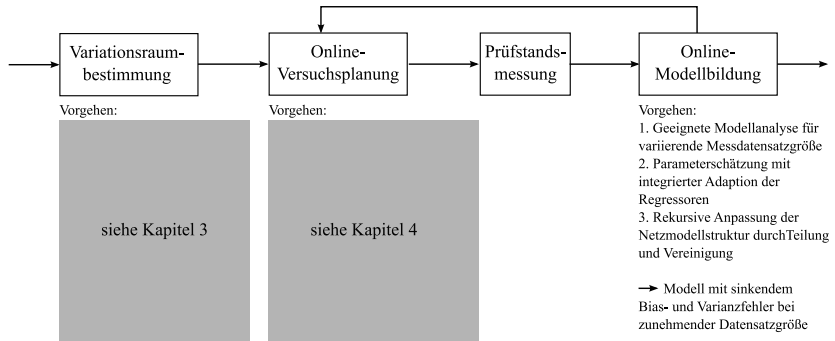 Variationsraum-
bestimmung
Online-
Versuchsplanung
Prüfstands-
messung
Online-
Modellbildung
Vorgehen:
siehe Kapitel 3
Vorgehen:
siehe Kapitel 4
Vorgehen:
1. Geeignete Modellanalyse für
variierende Messdatensatzgröße
2. Parameterschätzung mit
integrierter Adaption der
Regressoren
3. Rekursive Anpassung der
Netzmodellstruktur durchTeilung
und Vereinigung
→ Modell mit sinkendem
Bias- und Varianzfehler bei
zunehmender Datensatzgröße